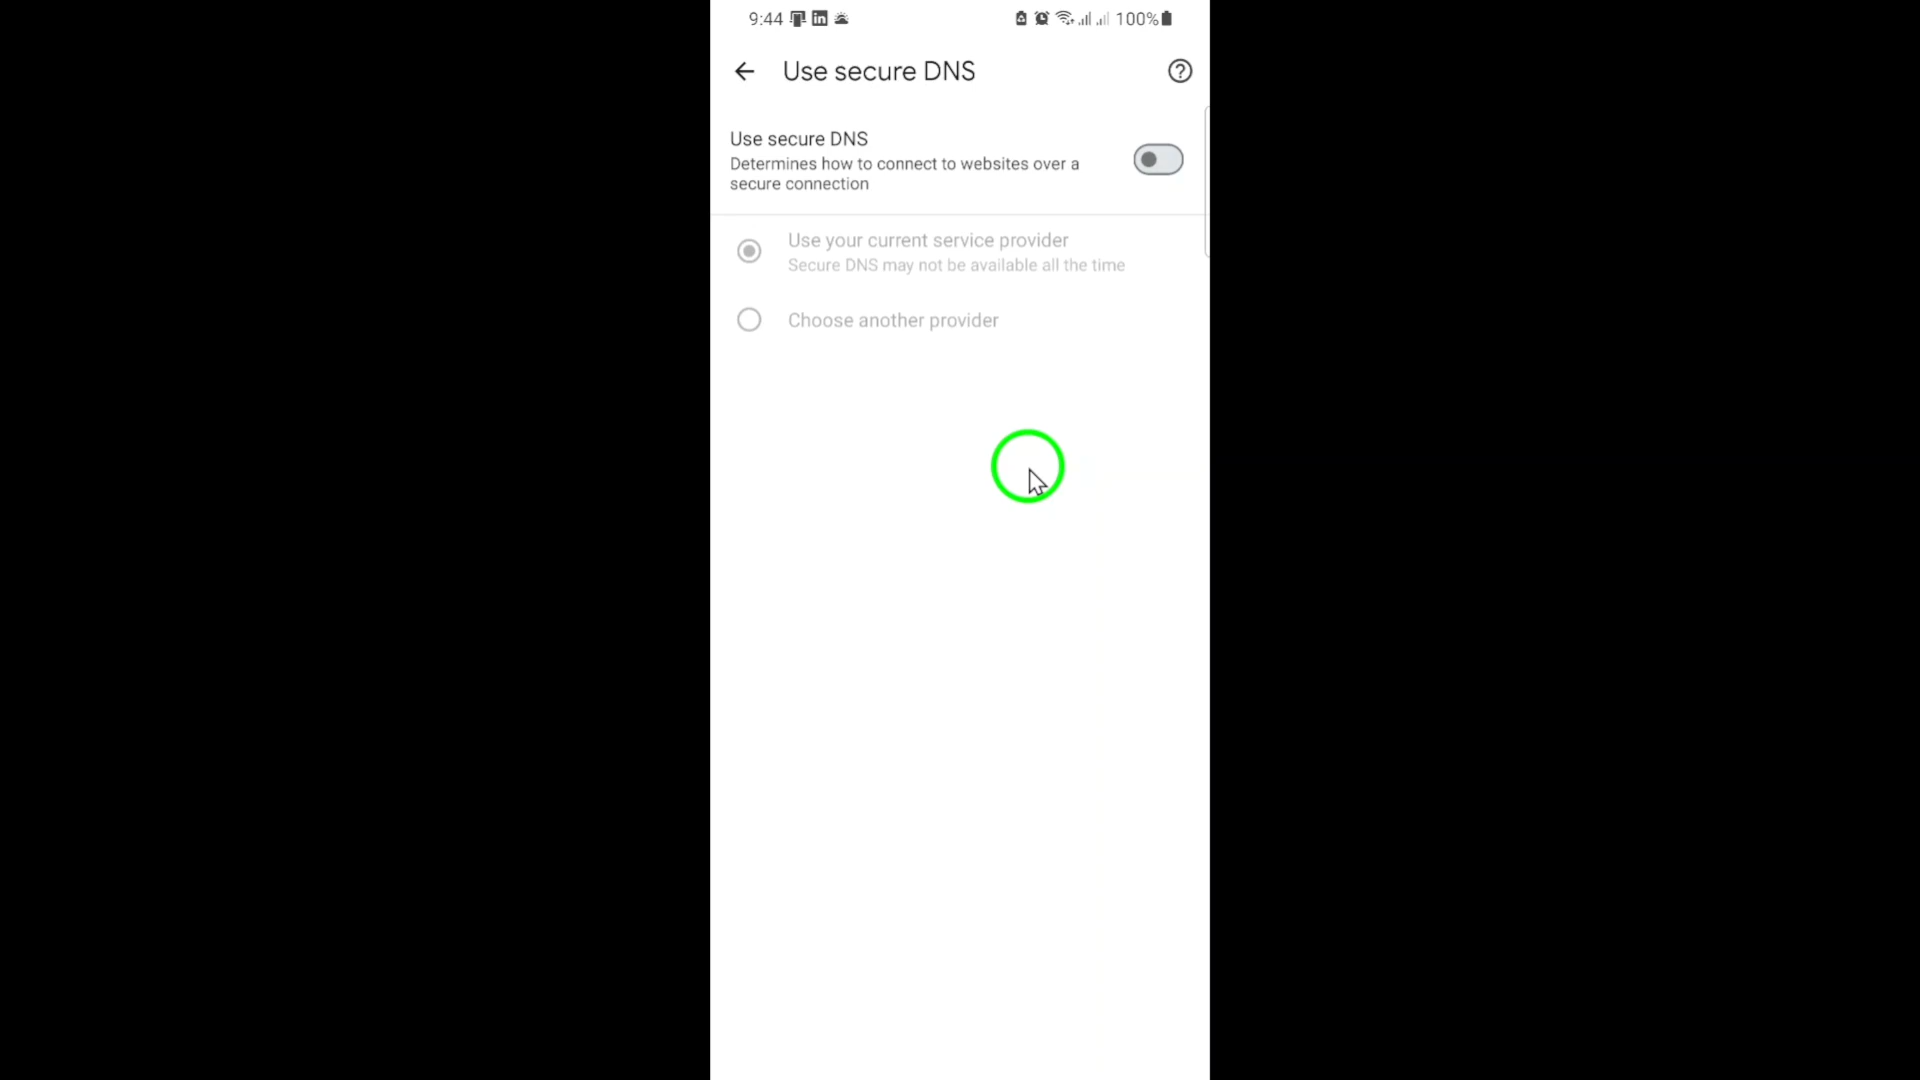 9:44 in 100%
Use secure DNS
Use secure DNS
Determines how to connect to websites over a
secure connection
Use your current service provider
Secure DNS may not be available all the time
Choose another provider